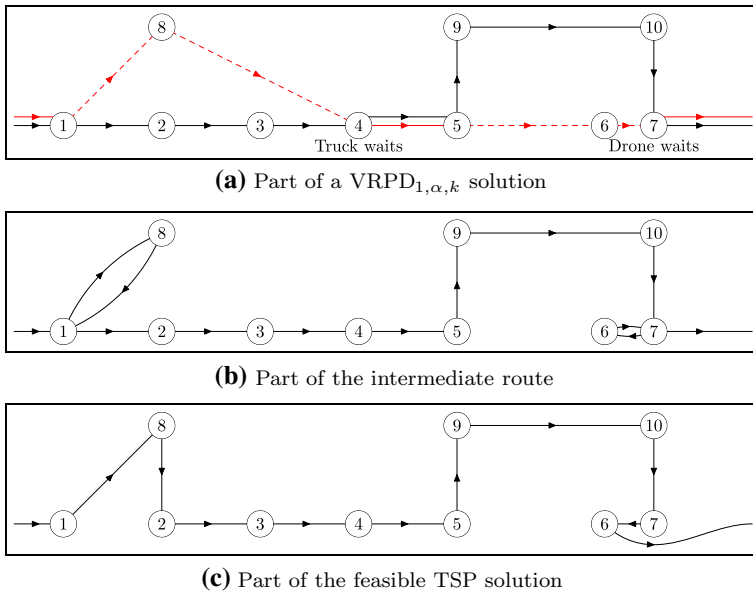 8 9 10
1 2 3 4 5 6 7
Truck waits Drone waits
(a) Part of a VRPD1,α,k solution
8 9 10
1 2 3 4 5 6 7
(b) Part of the intermediate route
8 9 10
1 2 3 4 5 6 7
(c) Part of the feasible TSP solution